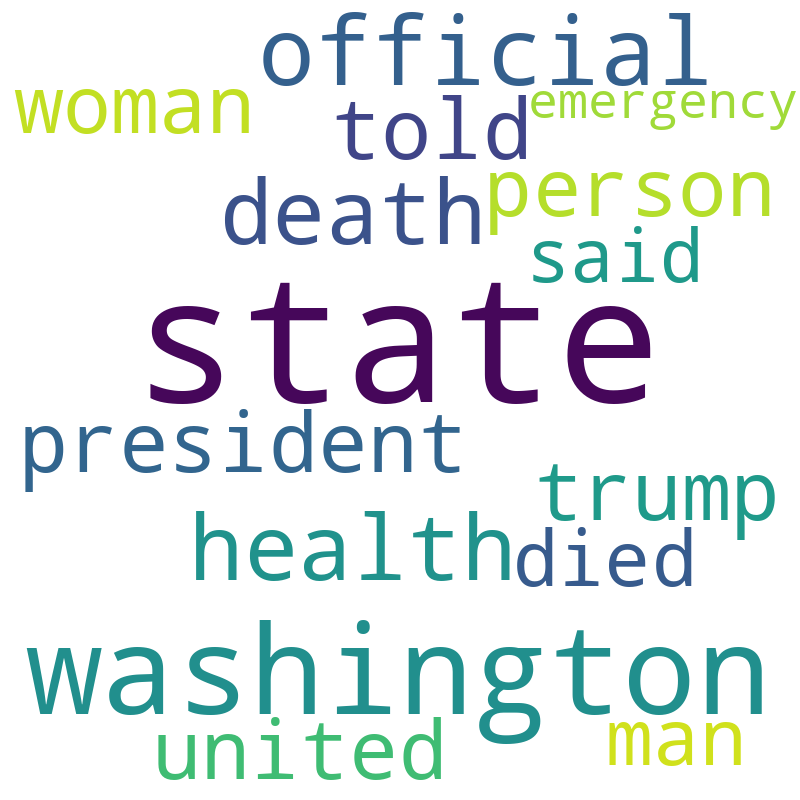 official
woman
emergency
told
person
death
said
state
president
trump
health
died
washington
united
man